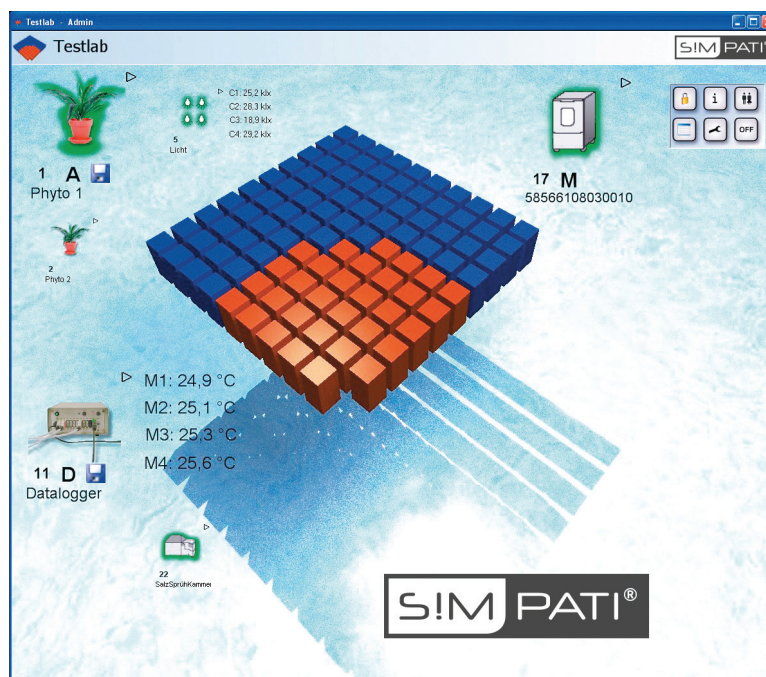 Testlab - Admin
Testlab
S!MPATI®
C1: 25,2 klx
C2: 28,3 klx
C3: 18,9 klx
C4: 29,2 klx
5
Licht
1 A
Phyto 1
17 M
58566108030010
i
OFF
2
Phyto 2
M1: 24,9 °C
M2: 25,1 °C
M3: 25,3 °C
M4: 25,6 °C
11 D
Datalogger
22
SalzSprühKammer
S!MPATI®